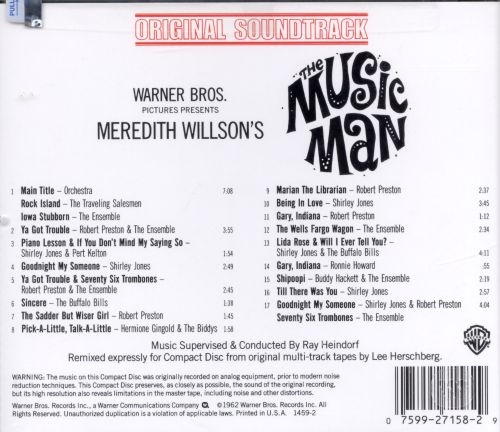 PULL
ORIGINAL SOUNDTRACK
WARNER BROS.
PICTURES PRESENTS
MEREDITH WILLSON'S
THE MUSIC MAN
1 Main Title – Orchestra 7:08
Rock Island – The Traveling Salesmen
Iowa Stubborn – The Ensemble
2 Ya Got Trouble – Robert Preston & The Ensemble 3:55
3 Piano Lesson & If You Don't Mind My Saying So –
Shirley Jones & Pert Kelton 1:54
4 Goodnight My Someone – Shirley Jones 2:49
5 Ya Got Trouble & Seventy Six Trombones –
Robert Preston & The Ensemble 6:15
6 Sincere – The Buffalo Bills 1:38
7 The Sadder But Wiser Girl – Robert Preston 1:45
8 Pick-A-Little, Talk-A-Little – Hermione Gingold & The Biddys 1:58
9 Marian The Librarian – Robert Preston 2:37
10 Being In Love – Shirley Jones 3:45
11 Gary, Indiana – Robert Preston 1:12
12 The Wells Fargo Wagon – The Ensemble 2:34
13 Lida Rose & Will I Ever Tell You? –
Shirley Jones & The Buffalo Bills 4:11
14 Gary, Indiana – Ronnie Howard :55
15 Shipoopi – Buddy Hackett & The Ensemble 2:19
16 Till There Was You – Shirley Jones 2:57
17 Goodnight My Someone – Shirley Jones & Robert Preston 4:04
Seventy Six Trombones – The Ensemble
Music Supervised & Conducted By Ray Heindorf
Remixed expressly for Compact Disc from original multi-track tapes by Lee Herschberg.
WARNING: The music on this Compact Disc was originally recorded on analog equipment, prior to modern noise
reduction techniques. This Compact Disc preserves, as closely as possible, the sound of the original recording,
but its high resolution also reveals limitations in the master tape, including noise and other distortions.
Warner Bros. Records Inc., a Warner Communications Company ©1962 Warner Bros. Records Inc. All
Rights Reserved. Unauthorized duplication is a violation of applicable laws. Printed in U.S.A. 1459-2
0 7599-27158-2 9